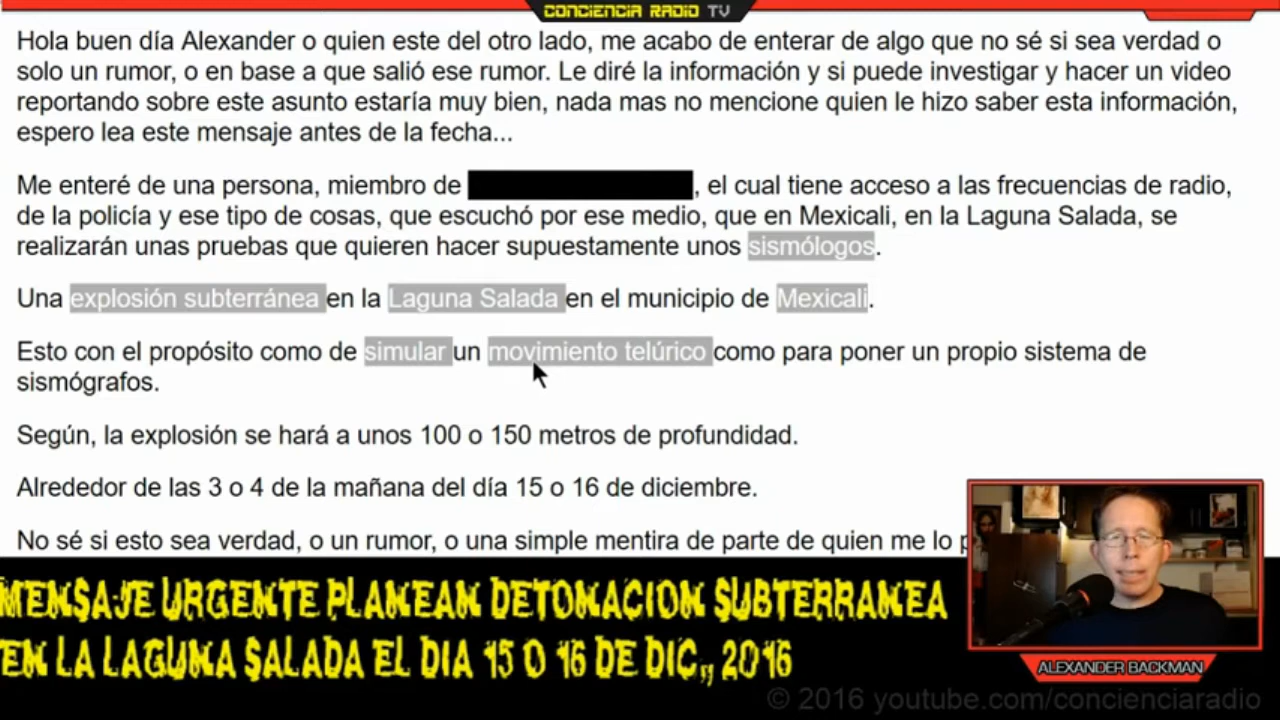 CONCIENCIA RADIO TV
Hola buen día Alexander o quien este del otro lado, me acabo de enterar de algo que no sé si sea verdad o
solo un rumor, o en base a que salió ese rumor. Le diré la información y si puede investigar y hacer un video
reportando sobre este asunto estaría muy bien, nada mas no mencione quien le hizo saber esta información,
espero lea este mensaje antes de la fecha...
Me enteré de una persona, miembro de , el cual tiene acceso a las frecuencias de radio,
de la policía y ese tipo de cosas, que escuchó por ese medio, que en Mexicali, en la Laguna Salada, se
realizarán unas pruebas que quieren hacer supuestamente unos sismólogos.
Una explosión subterránea en la Laguna Salada en el municipio de Mexicali.
Esto con el propósito como de simular un movimiento telúrico como para poner un propio sistema de
sismógrafos.
Según, la explosión se hará a unos 100 o 150 metros de profundidad.
Alrededor de las 3 o 4 de la mañana del día 15 o 16 de diciembre.
No sé si esto sea verdad, o un rumor, o una simple mentira de parte de quien me lo
MENSAJE URGENTE PLANEAN DETONACION SUBTERRANEA
EN LA LAGUNA SALADA EL DIA 15 O 16 DE DIC,, 2016
ALEXANDER BACKMAN
© 2016 youtube.com/concienciaradio